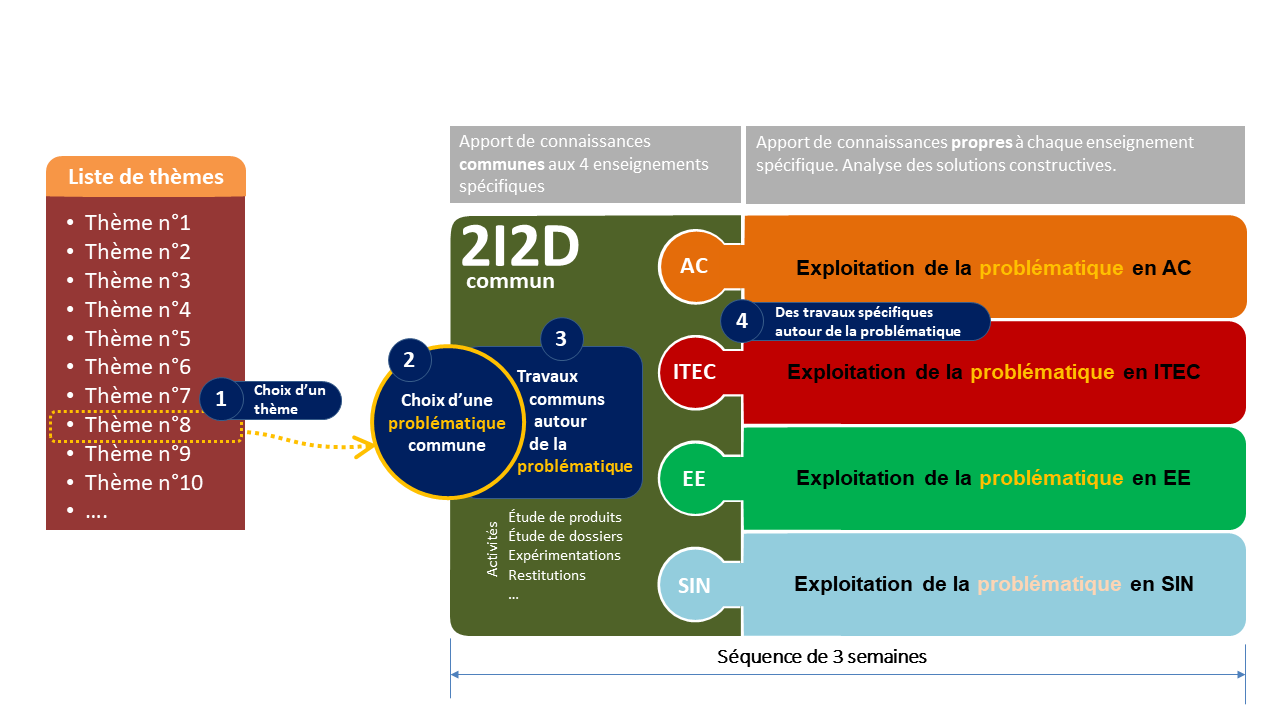 Apport de connaissances
communes aux 4 enseignements
spécifiques
Apport de connaissances propres à chaque enseignement
spécifique. Analyse des solutions constructives.
Liste de thèmes
• Thème n°1
• Thème n°2
• Thème n°3
• Thème n°4
• Thème n°5
• Thème n°6
• Thème n°7
• Thème n°8
• Thème n°9
• Thème n°10
• ....
1
Choix d'un
thème
2I2D
commun
2
Choix d'une
problématique
commune
3
Travaux
communs
autour
de la
problématique
Activités
Étude de produits
Étude de dossiers
Expérimentations
Restitutions
...
AC
Exploitation de la problématique en AC
4
Des travaux spécifiques
autour de la problématique
ITEC
Exploitation de la problématique en ITEC
EE
Exploitation de la problématique en EE
SIN
Exploitation de la problématique en SIN
Séquence de 3 semaines